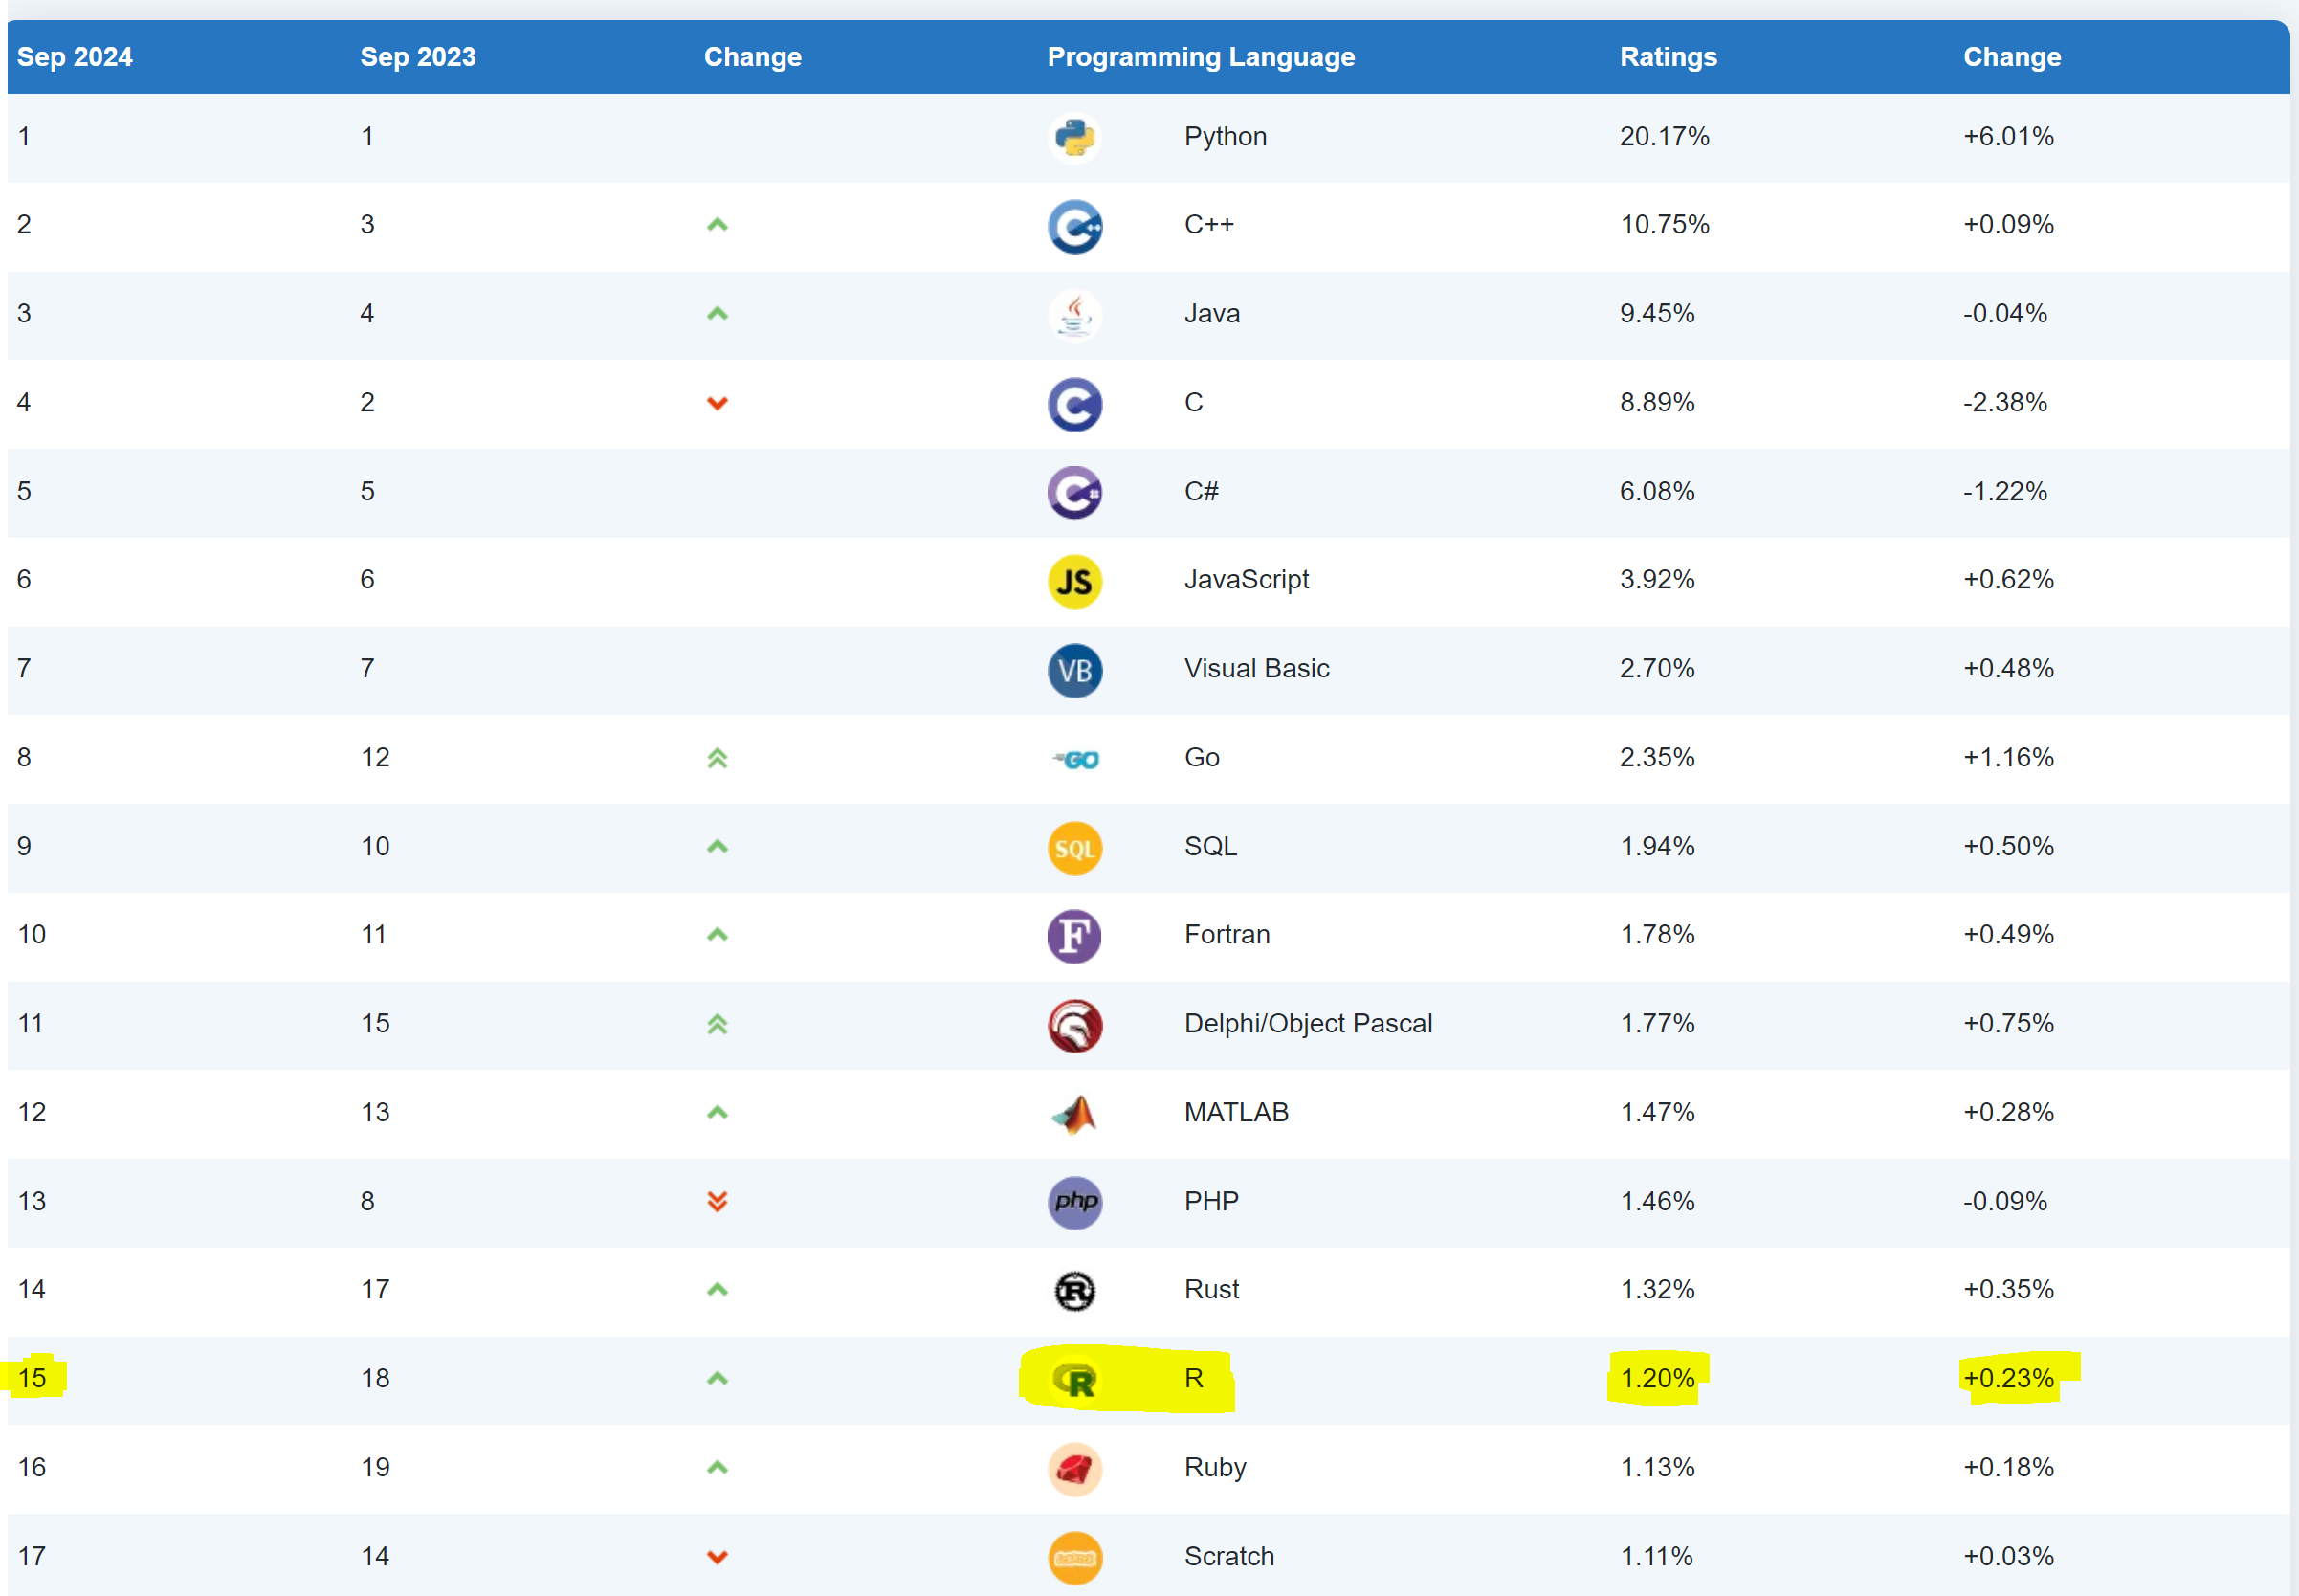 Sep 2024 Sep 2023 Change Programming Language Ratings Change
1 1 Python 20.17% +6.01%
2 3 C++ 10.75% +0.09%
3 4 Java 9.45% -0.04%
4 2 C 8.89% -2.38%
5 5 C# 6.08% -1.22%
6 6 JS JavaScript 3.92% +0.62%
7 7 VB Visual Basic 2.70% +0.48%
8 12 GO Go 2.35% +1.16%
9 10 SQL SQL 1.94% +0.50%
10 11 F Fortran 1.78% +0.49%
11 15 Delphi/Object Pascal 1.77% +0.75%
12 13 MATLAB 1.47% +0.28%
13 8 php PHP 1.46% -0.09%
14 17 R Rust 1.32% +0.35%
15 18 R R 1.20% +0.23%
16 19 Ruby 1.13% +0.18%
17 14 Scratch 1.11% +0.03%